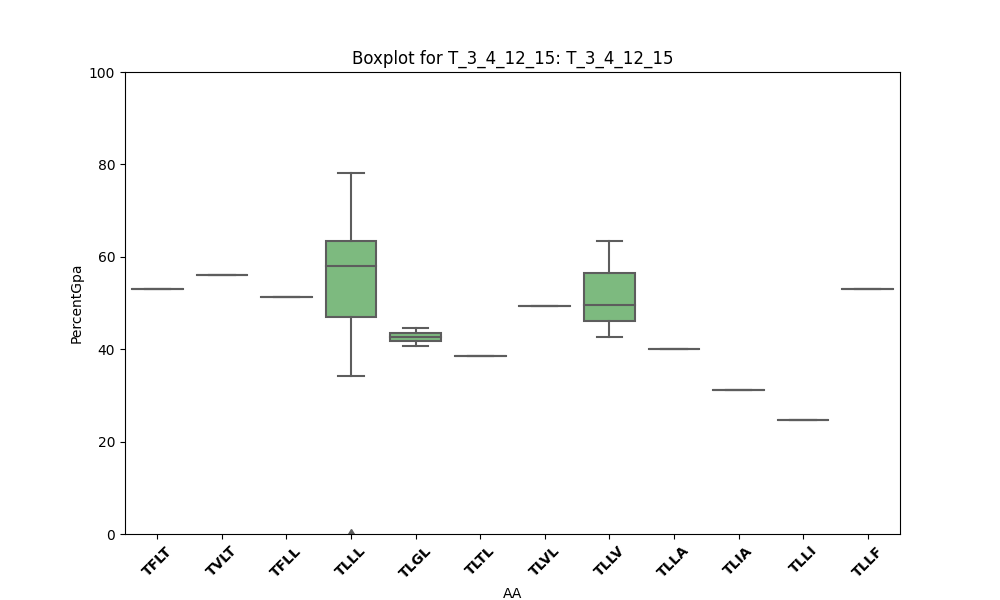 Boxplot for T_3_4_12_15: T_3_4_12_15
100
80
60
40
20
0
PercentGpa
TFLT
TVLT
TFLL
TLLL
TLGL
TLTL
TLVL
TLLV
TLLA
TLIA
TLLI
TLLF
AA